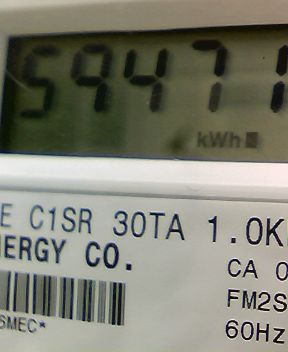 59471
kWh
E C1SR 30TA 1.0K
ERGY CO.
CA 0
FM2S
60Hz
SMEC*